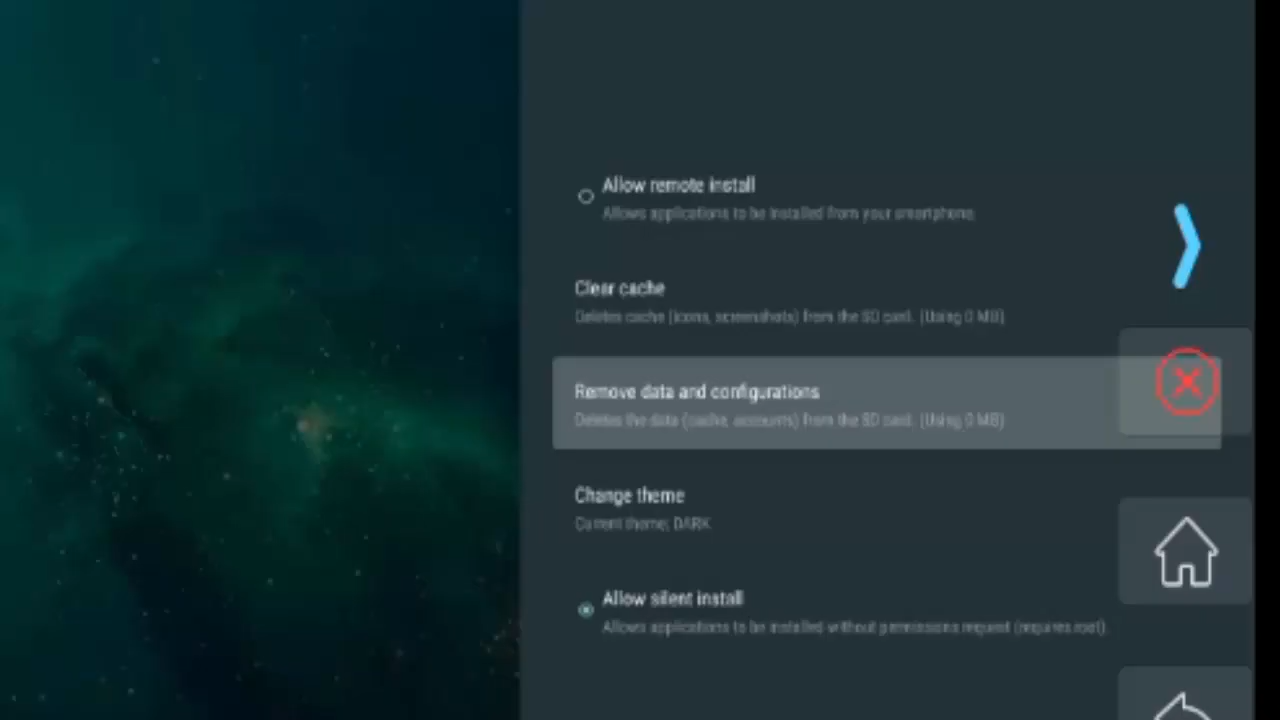 Allow remote install
Allows applications to be installed from your smartphone.
Clear cache
Deletes cache (icons, screenshots) from the SD card. (Using 0 MB)
Remove data and configurations
Deletes the data (cache, accounts) from the SD card. (Using 0 MB)
Change theme
Current theme: DARK
Allow silent install
Allows applications to be installed without permissions request (requires root).